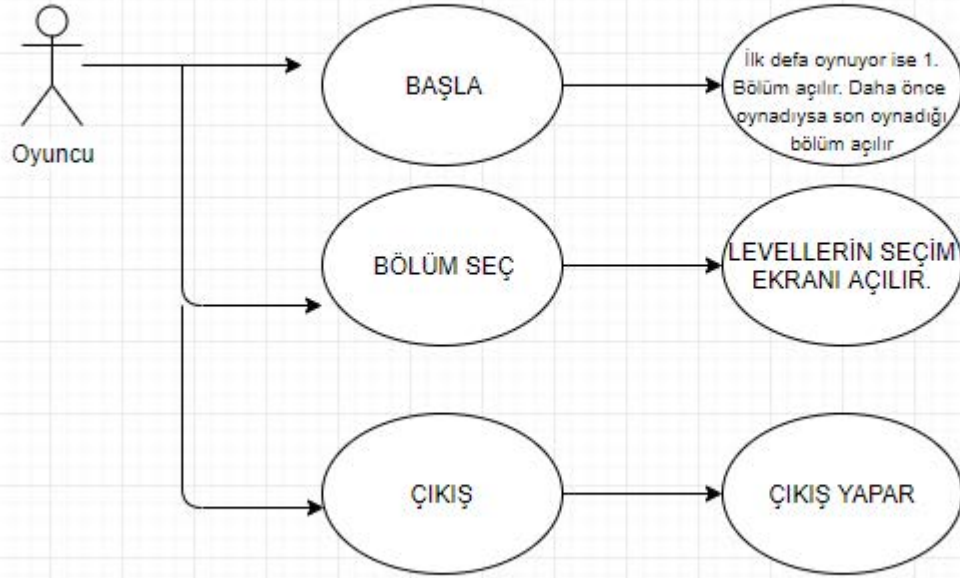 Oyuncu
BAŞLA
İlk defa oynuyor ise 1.
Bölüm açılır. Daha önce
oynadıysa son oynadığı
bölüm açılır
BÖLÜM SEÇ
LEVELLERİN SEÇİM
EKRANI AÇILIR.
ÇIKIŞ
ÇIKIŞ YAPAR